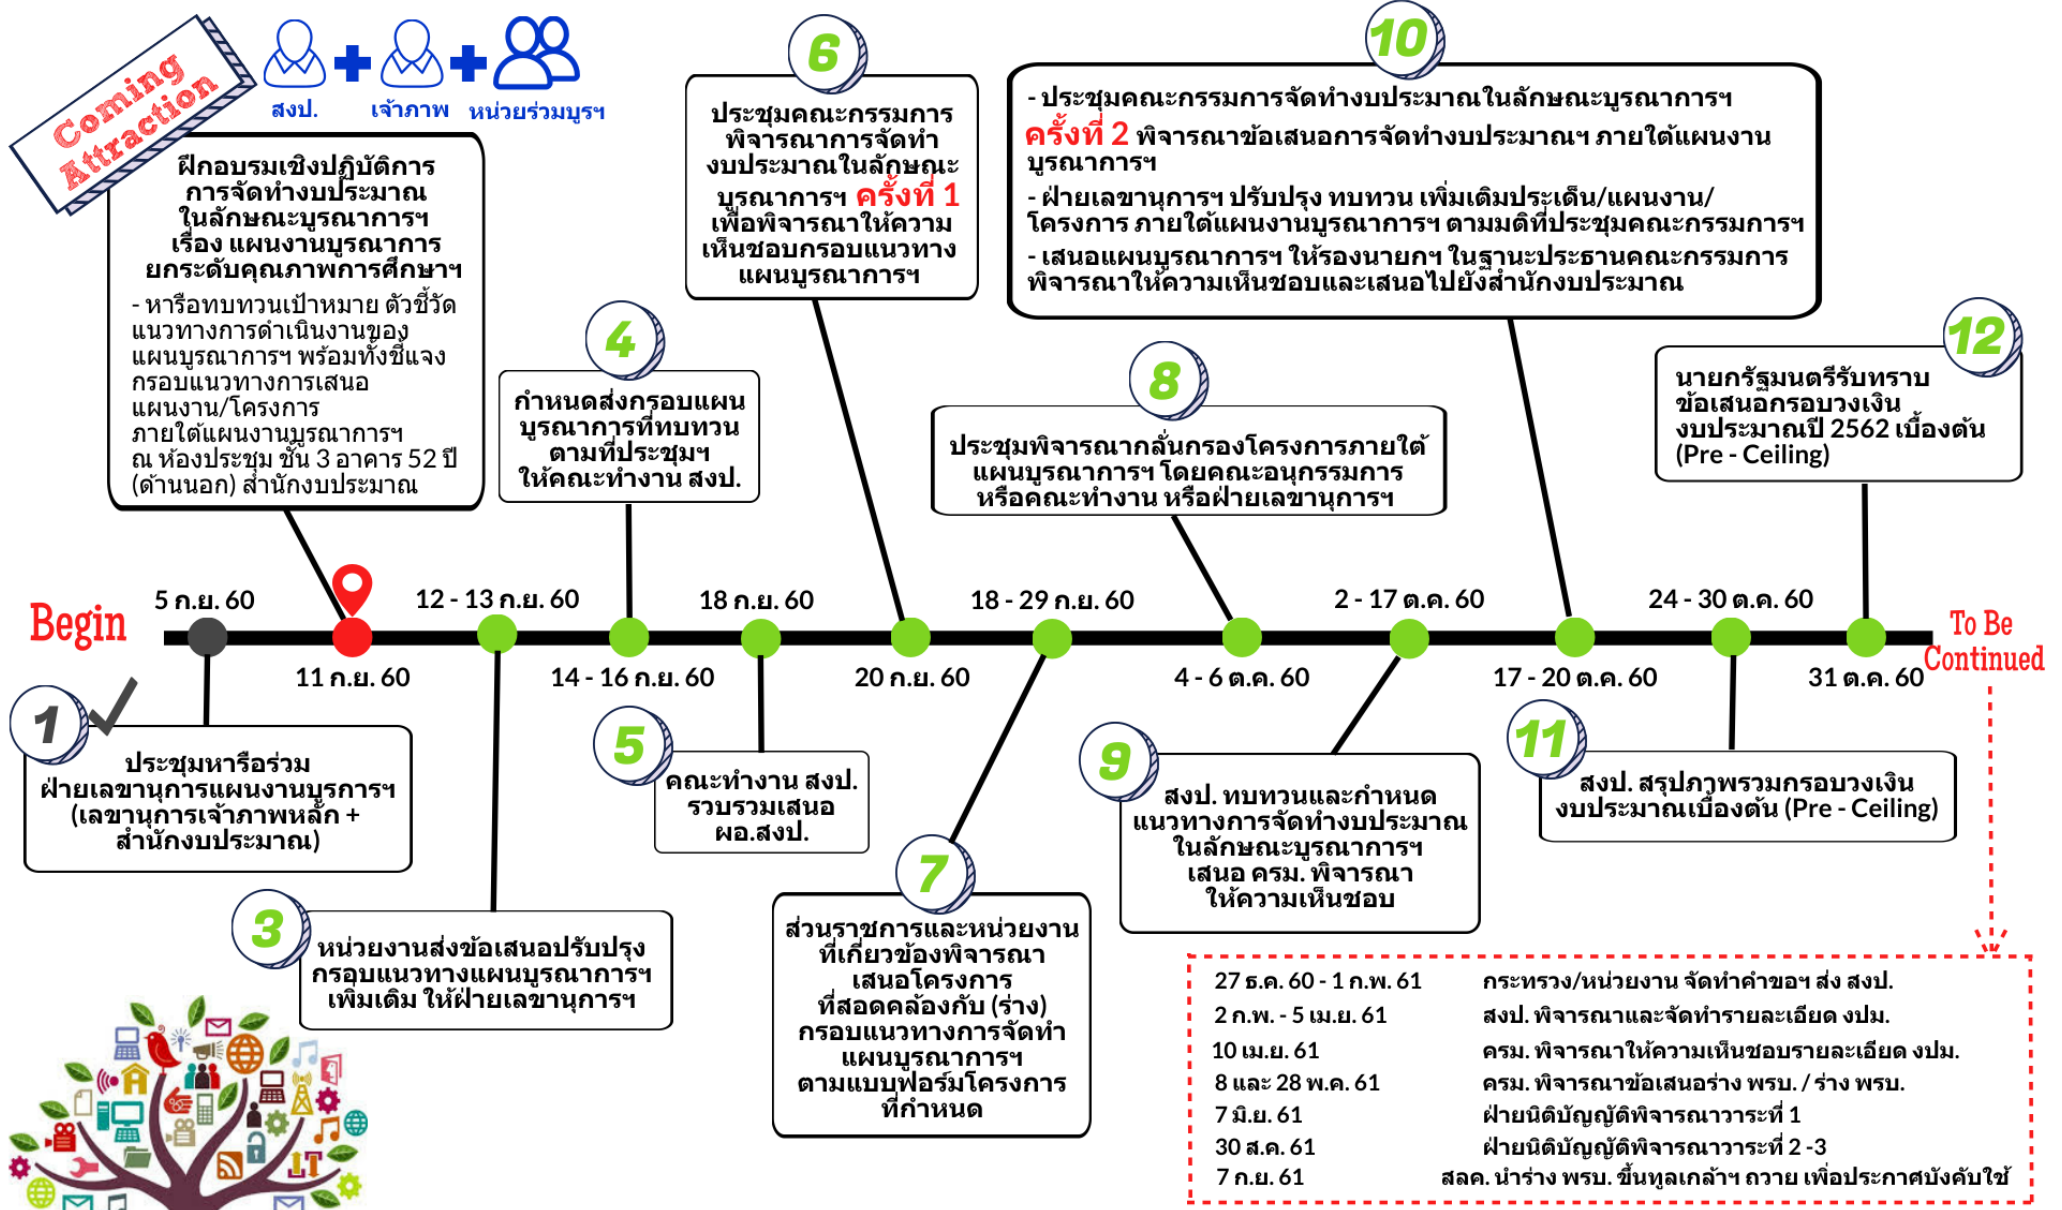 Coming
Attraction
สงป.
เจ้าภาพ
หน่วยร่วมบูรฯ
ฝึกอบรมเชิงปฏิบัติการ
การจัดทำงบประมาณ
ในลักษณะบูรณาการฯ
เรื่อง แผนงานบูรณาการ
ยกระดับคุณภาพการศึกษาฯ
- หารือทบทวนเป้าหมาย ตัวชี้วัด
แนวทางการดำเนินงานของ
แผนบูรณาการฯ พร้อมทั้งชี้แจง
กรอบแนวทางการเสนอ
แผนงาน/โครงการ
ภายใต้แผนงานบูรณาการฯ
ณ ห้องประชุม ชั้น 3 อาคาร 52 ปี
(ด้านนอก) สำนักงบประมาณ
4
กำหนดส่งกรอบแผน
บูรณาการที่ทบทวน
ตามที่ประชุมฯ
ให้คณะทำงาน สงป.
6
ประชุมคณะกรรมการ
พิจารณาการจัดทำ
งบประมาณในลักษณะ
บูรณาการฯ ครั้งที่ 1
เพื่อพิจารณาให้ความ
เห็นชอบกรอบแนวทาง
แผนบูรณาการฯ
8
ประชุมพิจารณากลั่นกรองโครงการภายใต้
แผนบูรณาการฯ โดยคณะอนุกรรมการ
หรือคณะทำงาน หรือฝ่ายเลขานุการฯ
10
- ประชุมคณะกรรมการจัดทำงบประมาณในลักษณะบูรณาการฯ
ครั้งที่ 2 พิจารณาข้อเสนอการจัดทำงบประมาณฯ ภายใต้แผนงาน
บูรณาการฯ
- ฝ่ายเลขานุการฯ ปรับปรุง ทบทวน เพิ่มเติมประเด็น/แผนงาน/
โครงการ ภายใต้แผนงานบูรณาการฯ ตามมติที่ประชุมคณะกรรมการฯ
- เสนอแผนบูรณาการฯ ให้รองนายกฯ ในฐานะประธานคณะกรรมการ
พิจารณาให้ความเห็นชอบและเสนอไปยังสำนักงบประมาณ
12
นายกรัฐมนตรีรับทราบ
ข้อเสนอกรอบวงเงิน
งบประมาณปี 2562 เบื้องต้น
(Pre - Ceiling)
Begin
5 ก.ย. 60
11 ก.ย. 60
12 - 13 ก.ย. 60
14 - 16 ก.ย. 60
18 ก.ย. 60
20 ก.ย. 60
18 - 29 ก.ย. 60
4 - 6 ต.ค. 60
2 - 17 ต.ค. 60
17 - 20 ต.ค. 60
24 - 30 ต.ค. 60
31 ต.ค. 60
To Be
Continued
1
ประชุมหารือร่วม
ฝ่ายเลขานุการแผนงานบูรการฯ
(เลขานุการเจ้าภาพหลัก +
สำนักงบประมาณ)
3
หน่วยงานส่งข้อเสนอปรับปรุง
กรอบแนวทางแผนบูรณาการฯ
เพิ่มเติม ให้ฝ่ายเลขานุการฯ
5
คณะทำงาน สงป.
รวบรวมเสนอ
ผอ.สงป.
7
ส่วนราชการและหน่วยงาน
ที่เกี่ยวข้องพิจารณา
เสนอโครงการ
ที่สอดคล้องกับ (ร่าง)
กรอบแนวทางการจัดทำ
แผนบูรณาการฯ
ตามแบบฟอร์มโครงการ
ที่กำหนด
9
สงป. ทบทวนและกำหนด
แนวทางการจัดทำงบประมาณ
ในลักษณะบูรณาการฯ
เสนอ ครม. พิจารณา
ให้ความเห็นชอบ
11
สงป. สรุปภาพรวมกรอบวงเงิน
งบประมาณเบื้องต้น (Pre - Ceiling)
27 ธ.ค. 60 - 1 ก.พ. 61 กระทรวง/หน่วยงาน จัดทำคำขอฯ ส่ง สงป.
2 ก.พ. - 5 เม.ย. 61 สงป. พิจารณาและจัดทำรายละเอียด งปม.
10 เม.ย. 61 ครม. พิจารณาให้ความเห็นชอบรายละเอียด งปม.
8 และ 28 พ.ค. 61 ครม. พิจารณาข้อเสนอร่าง พรบ. / ร่าง พรบ.
7 มิ.ย. 61 ฝ่ายนิติบัญญัติพิจารณาวาระที่ 1
30 ส.ค. 61 ฝ่ายนิติบัญญัติพิจารณาวาระที่ 2 -3
7 ก.ย. 61 สลค. นำร่าง พรบ. ขึ้นทูลเกล้าฯ ถวาย เพื่อประกาศบังคับใช้